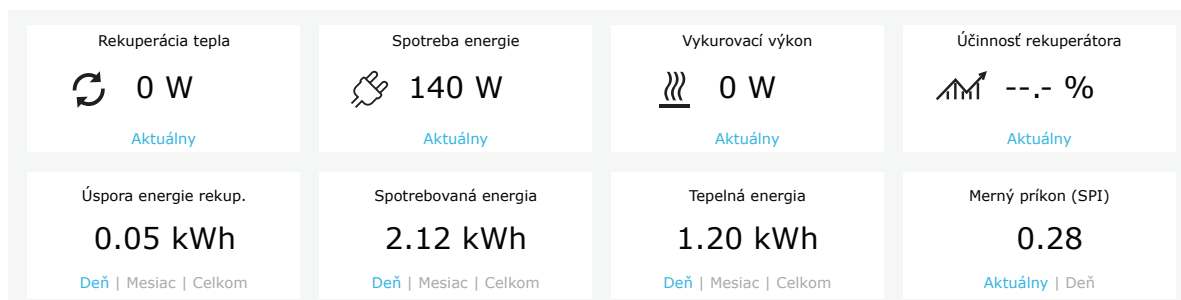 Rekuperácia tepla
0 W
Aktuálny
Spotreba energie
140 W
Aktuálny
Vykurovací výkon
0 W
Aktuálny
Účinnosť rekuperátora
--.- %
Aktuálny
Úspora energie rekup.
0.05 kWh
Deň | Mesiac | Celkom
Spotrebovaná energia
2.12 kWh
Deň | Mesiac | Celkom
Tepelná energia
1.20 kWh
Deň | Mesiac | Celkom
Merný príkon (SPI)
0.28
Aktuálny | Deň